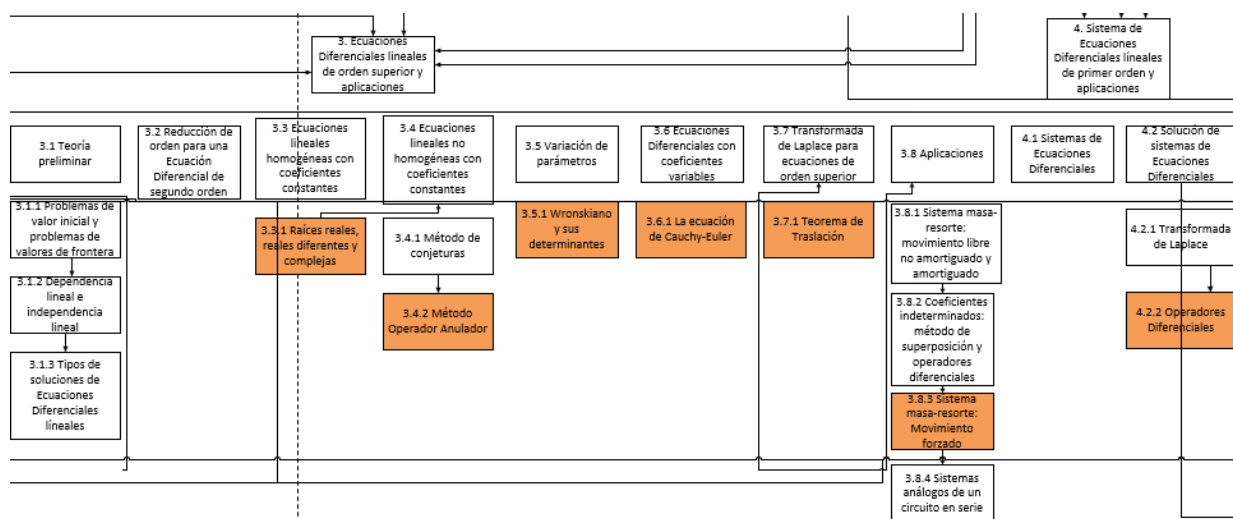 3. Ecuaciones
Diferenciales lineales
de orden superior y
aplicaciones
4. Sistema de
Ecuaciones
Diferenciales líneales
de primer orden y
aplicaciones
3.1 Teoría
preliminar
3.2 Reducción de
orden para una
Ecuación
Diferencial de
segundo orden
3.3 Ecuaciones
lineales
homogéneas con
coeficientes
constantes
3.4 Ecuaciones
lineales no
homogéneas con
coeficientes
constantes
3.5 Variación de
parámetros
3.6 Ecuaciones
Diferenciales con
coeficientes
variables
3.7 Transformada
de Laplace para
ecuaciones de
orden superior
3.8 Aplicaciones
4.1 Sistemas de
Ecuaciones
Diferenciales
4.2 Solución de
sistemas de
Ecuaciones
Diferenciales
3.1.1 Problemas de
valor inicial y
problemas de
valores de frontera
3.1.2 Dependencia
lineal e
independencia
lineal
3.1.3 Tipos de
soluciones de
Ecuaciones
Diferenciales
líneales
3.3.1 Raíces reales,
reales diferentes y
complejas
3.4.1 Método de
conjeturas
3.4.2 Método
Operador Anulador
3.5.1 Wronskiano
y sus
determinantes
3.6.1 La ecuación
de Cauchy-Euler
3.7.1 Teorema de
Traslación
3.8.1 Sistema masa-
resorte:
movimiento libre
no amortiguado y
amortiguado
3.8.2 Coeficientes
indeterminados:
método de
superposición y
operadores
diferenciales
3.8.3 Sistema
masa-resorte:
Movimiento
forzado
3.8.4 Sistemas
análogos de un
circuito en serie
4.2.1 Transformada
de Laplace
4.2.2 Operadores
Diferenciales